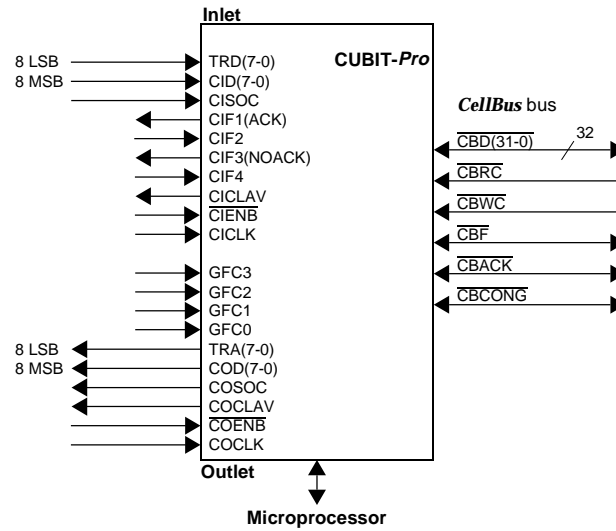 Inlet
CUBIT-Pro
8 LSB TRD(7-0)
8 MSB CID(7-0)
CISOC
CIF1(ACK)
CIF2
CIF3(NOACK)
CIF4
CICLAV
CIENB
CICLK
GFC3
GFC2
GFC1
GFC0
8 LSB TRA(7-0)
8 MSB COD(7-0)
COSOC
COCLAV
COENB
COCLK
Outlet
CellBus bus
CBD(31-0) 32
CBRC
CBWC
CBF
CBACK
CBCONG
Microprocessor